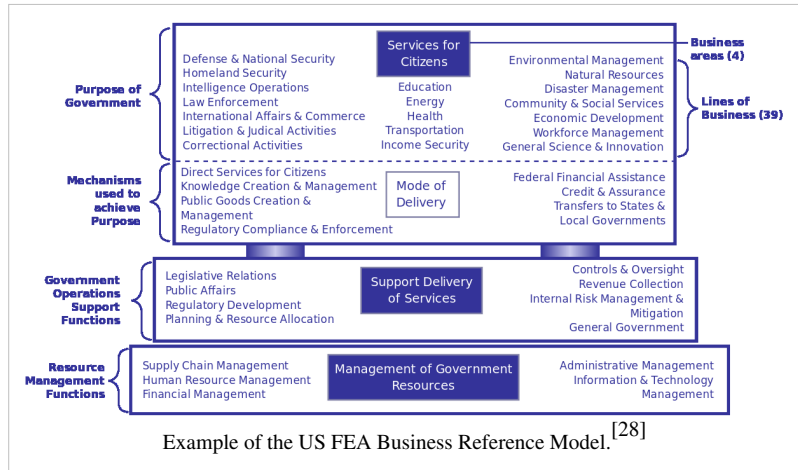 Purpose of
Government
Defense & National Security
Homeland Security
Intelligence Operations
Law Enforcement
International Affairs & Commerce
Litigation & Judical Activities
Correctional Activities
Services for
Citizens
Education
Energy
Health
Transportation
Income Security
Environmental Management
Natural Resources
Disaster Management
Community & Social Services
Economic Development
Workforce Management
General Science & Innovation
Business
areas (4)
Lines of
Business (39)
Mechanisms
used to
achieve
Purpose
Direct Services for Citizens
Knowledge Creation & Management
Public Goods Creation &
Management
Regulatory Compliance & Enforcement
Mode of
Delivery
Federal Financial Assistance
Credit & Assurance
Transfers to States &
Local Governments
Government
Operations
Support
Functions
Legislative Relations
Public Affairs
Regulatory Development
Planning & Resource Allocation
Support Delivery
of Services
Controls & Oversight
Revenue Collection
Internal Risk Management &
Mitigation
General Government
Resource
Management
Functions
Supply Chain Management
Human Resource Management
Financial Management
Management of Government
Resources
Administrative Management
Information & Technology
Management
Example of the US FEA Business Reference Model.[28]